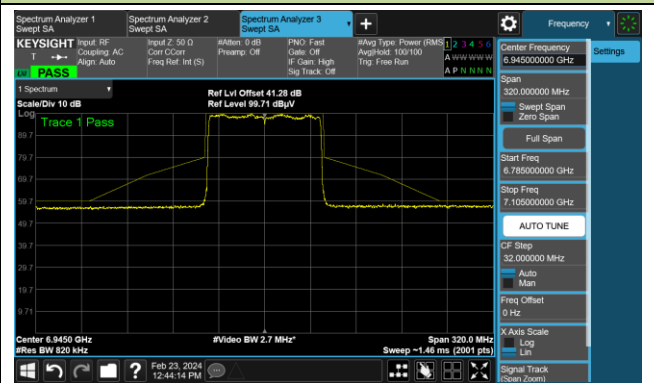 Spectrum Analyzer 1
Swept SA
Spectrum Analyzer 2
Swept SA
Spectrum Analyzer 3
Swept SA
Frequency
KEYSIGHT
T
PASS
Input: RF
Coupling: AC
Align: Auto
Input Z: 50 Ω
Corr CCorr
Freq Ref: Int (S)
#Atten: 0 dB
Preamp: Off
PNO: Fast
Gate: Off
IF Gain: High
Sig Track: Off
#Avg Type: Power (RMS
Avg|Hold: 100/100
Trig: Free Run
1 2 3 4 5 6
A W W W W W
A P N N N N
Center Frequency
6.945000000 GHz
Settings
1 Spectrum
Scale/Div 10 dB
Ref Lvl Offset 41.28 dB
Ref Level 99.71 dBµV
Log
Trace 1 Pass
89.7
79.7
69.7
59.7
49.7
39.7
29.7
19.7
9.71
Span
320.000000 MHz
Swept Span
Zero Span
Full Span
Start Freq
6.785000000 GHz
Stop Freq
7.105000000 GHz
AUTO TUNE
CF Step
32.000000 MHz
Auto
Man
Freq Offset
0 Hz
X Axis Scale
Log
Lin
Signal Track
(Span Zoom)
Center 6.9450 GHz
#Res BW 820 kHz
#Video BW 2.7 MHz*
Span 320.0 MHz
Sweep ~1.46 ms (2001 pts)
Feb 23, 2024
12:44:14 PM